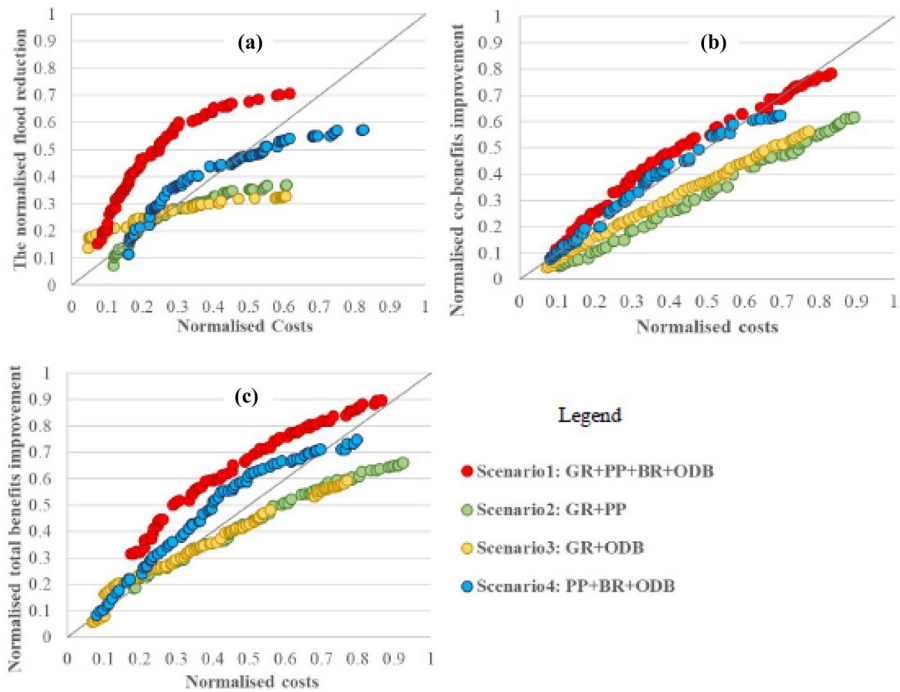 (a)
The normalised flood reduction
1
0.9
0.8
0.7
0.6
0.5
0.4
0.3
0.2
0.1
0
0 0.1 0.2 0.3 0.4 0.5 0.6 0.7 0.8 0.9 1
Normalised Costs
(b)
Normalised co-benefits improvement
1
0.9
0.8
0.7
0.6
0.5
0.4
0.3
0.2
0.1
0
0 0.1 0.2 0.3 0.4 0.5 0.6 0.7 0.8 0.9 1
Normalised costs
(c)
Normalised total benefits improvement
1
0.9
0.8
0.7
0.6
0.5
0.4
0.3
0.2
0.1
0
0 0.1 0.2 0.3 0.4 0.5 0.6 0.7 0.8 0.9 1
Normalised costs
Legend
Scenario1: GR+PP+BR+ODB
Scenario2: GR+PP
Scenario3: GR+ODB
Scenario4: PP+BR+ODB